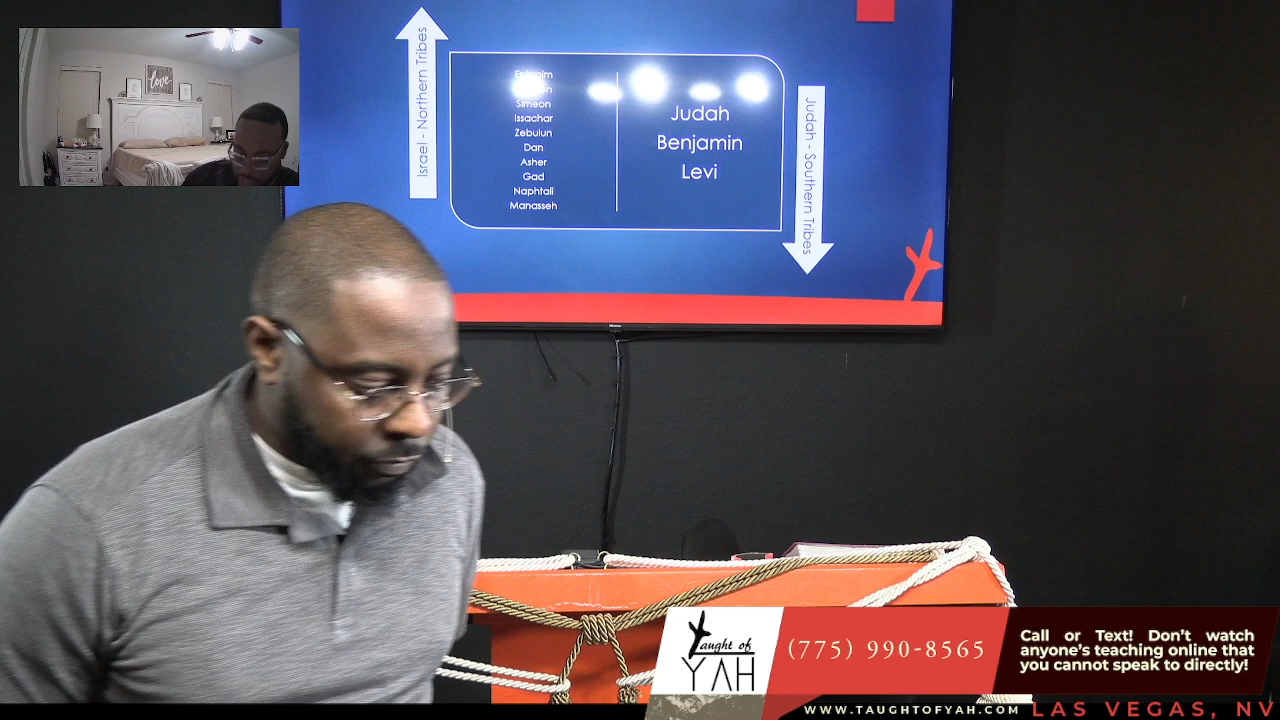 love
Israel - Northern Tribes
Ephraim
Simeon
Issachar
Zebulun
Dan
Asher
Gad
Naphtali
Manasseh
Judah
Benjamin
Levi
Judah - Southern Tribes
Taught of
YAH
(775) 990-8565
Call or Text! Don't watch
anyone's teaching online that
you cannot speak to directly!
WWW.TAUGHTOFYAH.COM
LAS VEGAS, NV